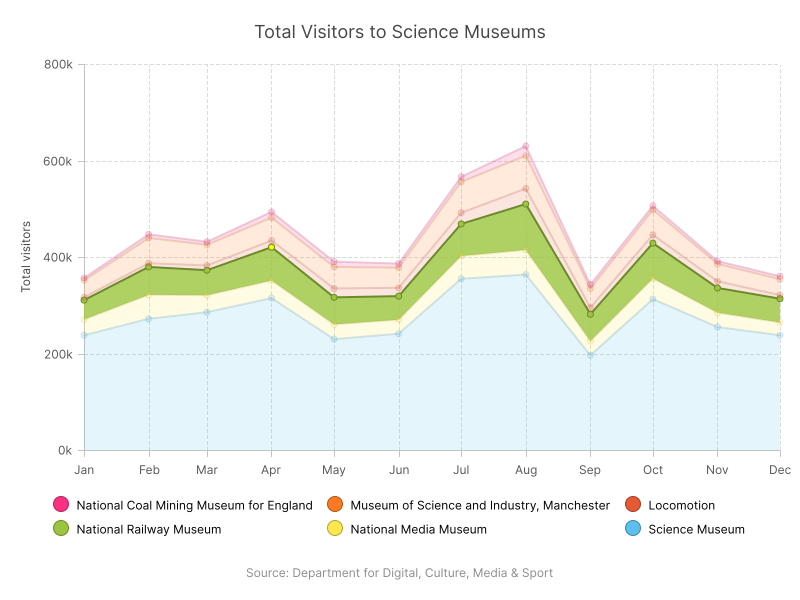 Total Visitors to Science Museums
800k
600k
400k
200k
0k
Total visitors
Jan Feb Mar Apr May Jun Jul Aug Sep Oct Nov Dec
National Coal Mining Museum for England Museum of Science and Industry, Manchester Locomotion
National Railway Museum National Media Museum Science Museum
Source: Department for Digital, Culture, Media & Sport